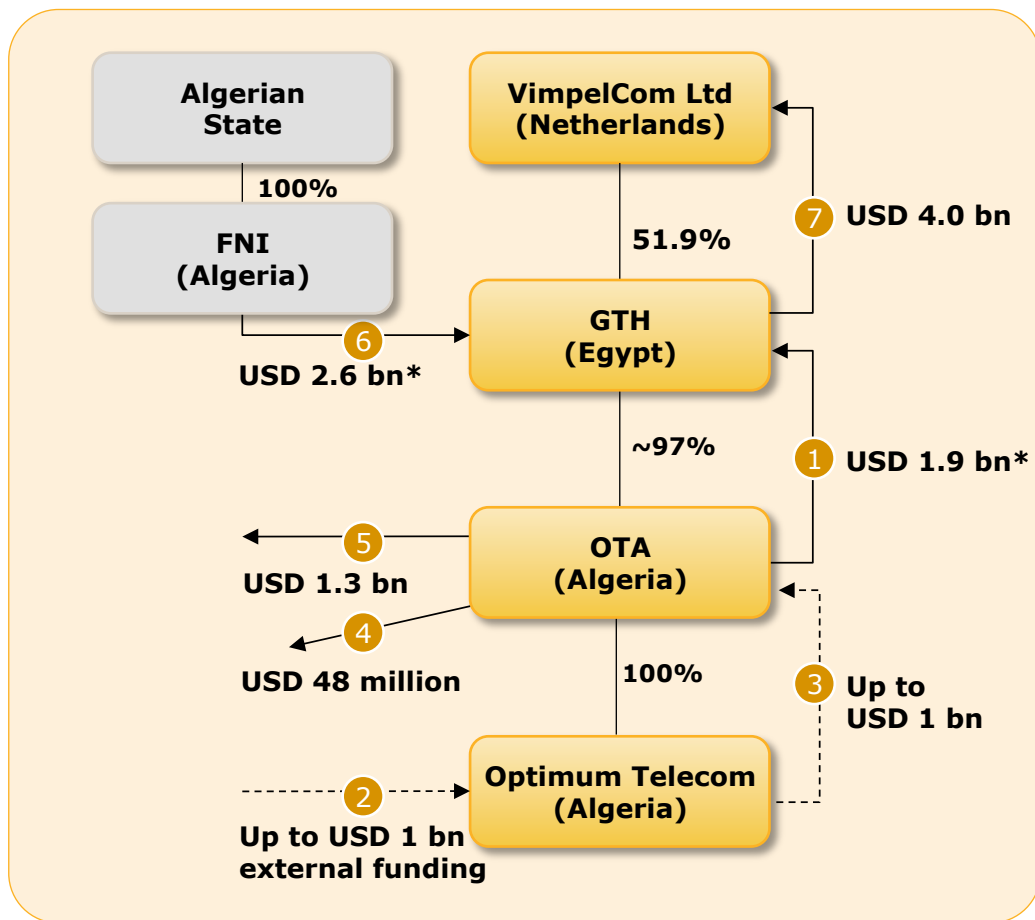 Algerian
State
VimpelCom Ltd
(Netherlands)
100%
7
USD 4.0 bn
FNI
(Algeria)
51.9%
6
USD 2.6 bn*
GTH
(Egypt)
~97%
1
USD 1.9 bn*
5
USD 1.3 bn
OTA
(Algeria)
4
USD 48 million
100%
3
Up to
USD 1 bn
2
Up to USD 1 bn
external funding
Optimum Telecom
(Algeria)